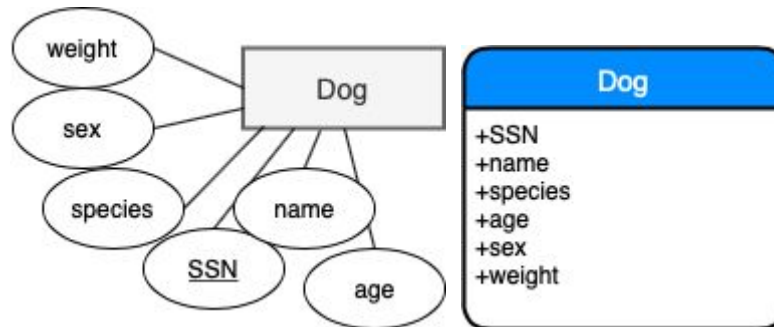 weight
sex
species
SSN
name
age
Dog
Dog
+SSN
+name
+species
+age
+sex
+weight